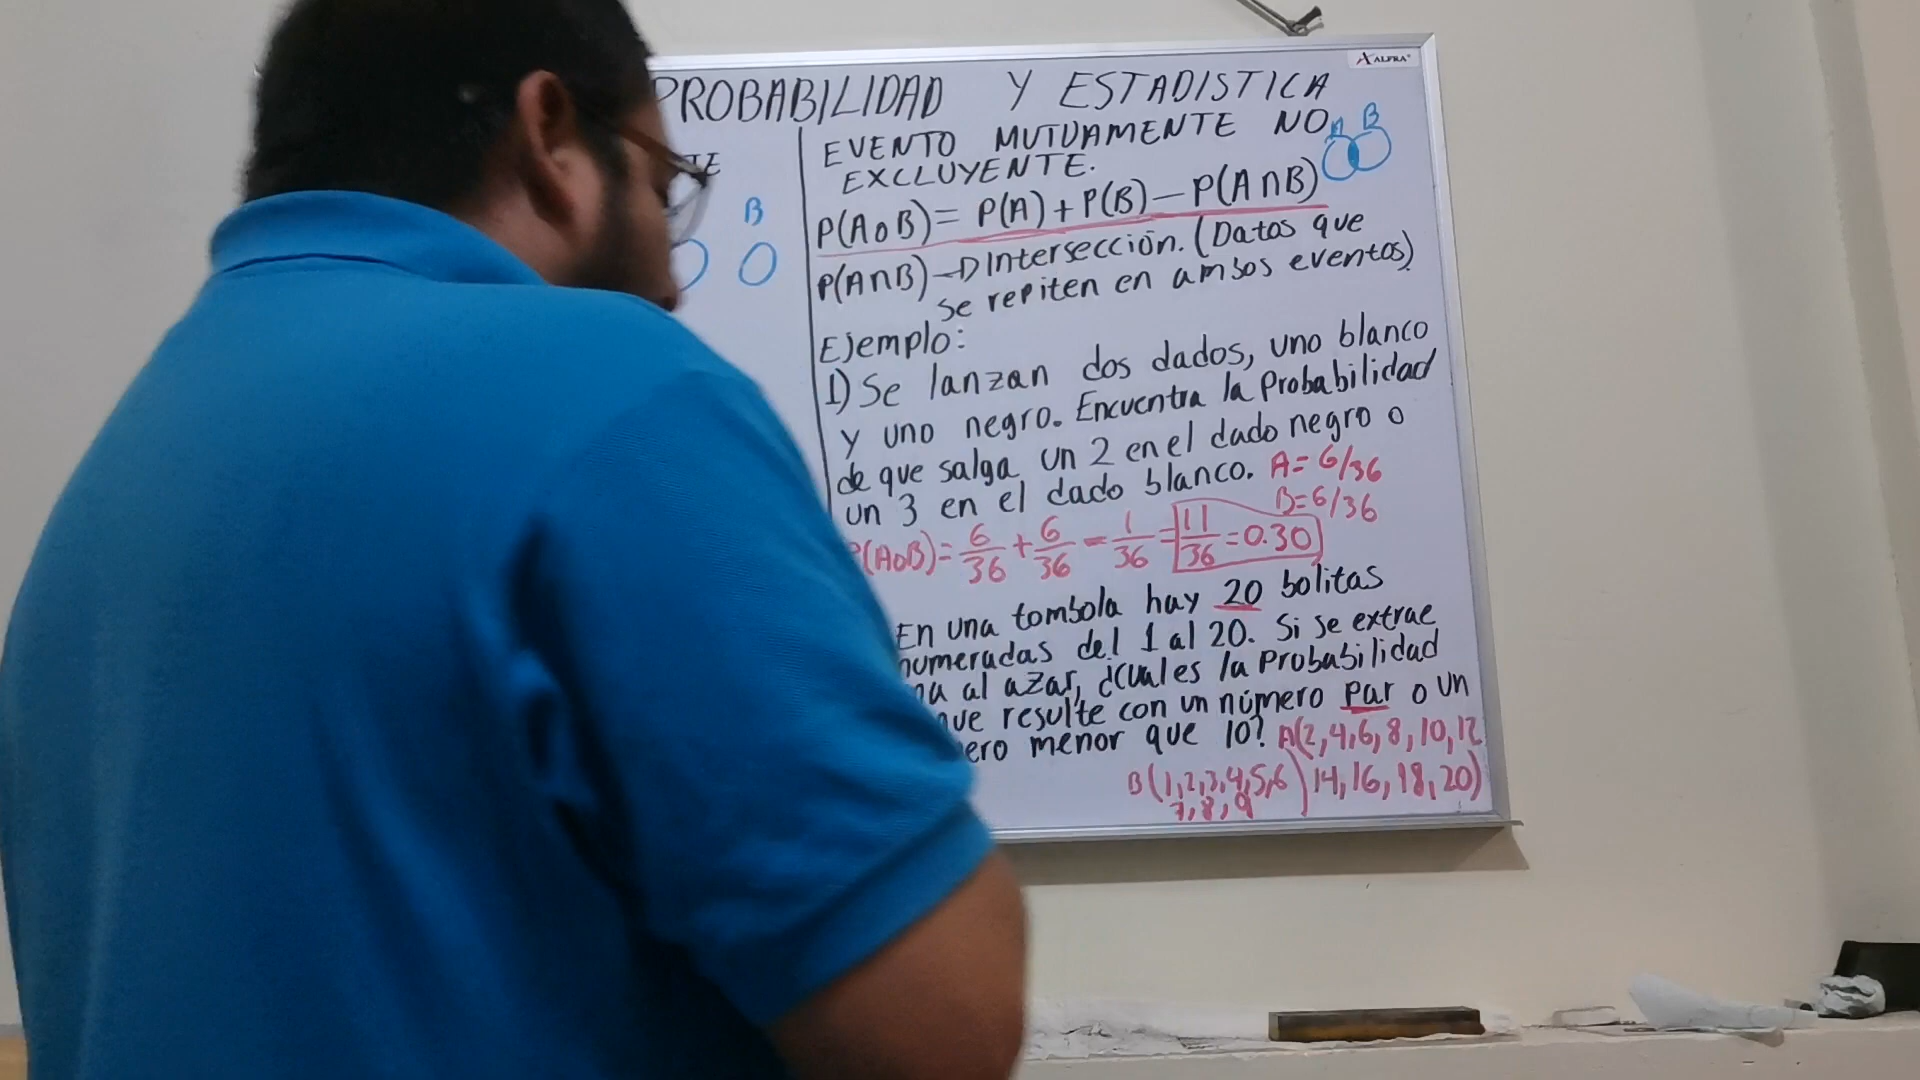 ALFRA
PROBABILIDAD Y ESTADISTICA
B
EVENTO MUTUAMENTE NO
EXCLUYENTE.
A B
P(A o B) = P(A) + P(B) - P(A ∩ B)
P(A∩B) → Intersección. (Datos que
se repiten en ambos eventos)
Ejemplo:
1) Se lanzan dos dados, uno blanco
y uno negro. Encuentra la Probabilidad
de que salga un 2 en el dado negro o
un 3 en el dado blanco. A= 6/36
B=6/36
P(AoB)= 6/36 + 6/36 - 1/36 = 11/36 = 0.30
En una tombola hay 20 bolitas
numeradas del 1 al 20. Si se extrae
na al azar, ¿cual es la Probabilidad
que resulte con un número par o un
ero menor que 10? A(2,4,6,8,10,12
14,16,18,20)
B(1,2,3,4,5,6
7,8,9)